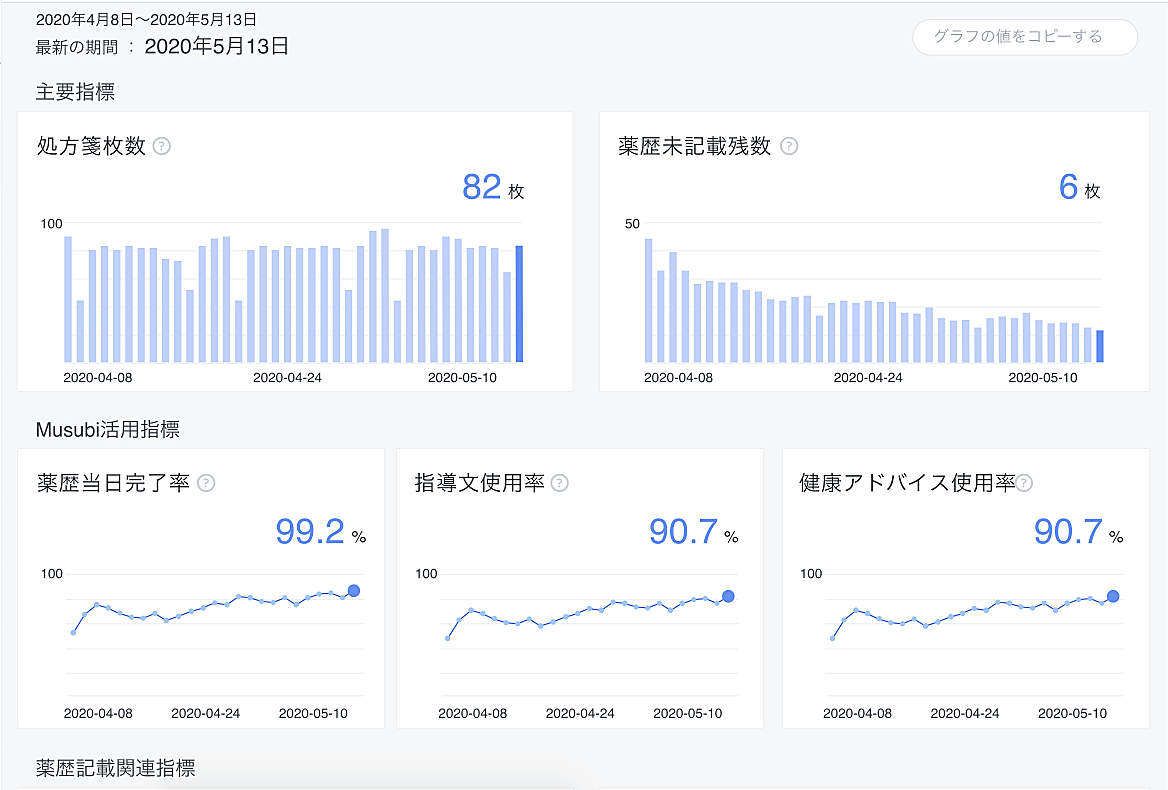 2020年4月8日〜2020年5月13日
最新の期間 ： 2020年5月13日
グラフの値をコピーする
主要指標
処方箋枚数 ?
82 枚
100
2020-04-08 2020-04-24 2020-05-10
薬歴未記載残数 ?
6 枚
50
2020-04-08 2020-04-24 2020-05-10
Musubi活用指標
薬歴当日完了率 ?
99.2 %
100
2020-04-08 2020-04-24 2020-05-10
指導文使用率 ?
90.7 %
100
2020-04-08 2020-04-24 2020-05-10
健康アドバイス使用率 ?
90.7 %
100
2020-04-08 2020-04-24 2020-05-10
薬歴記載関連指標